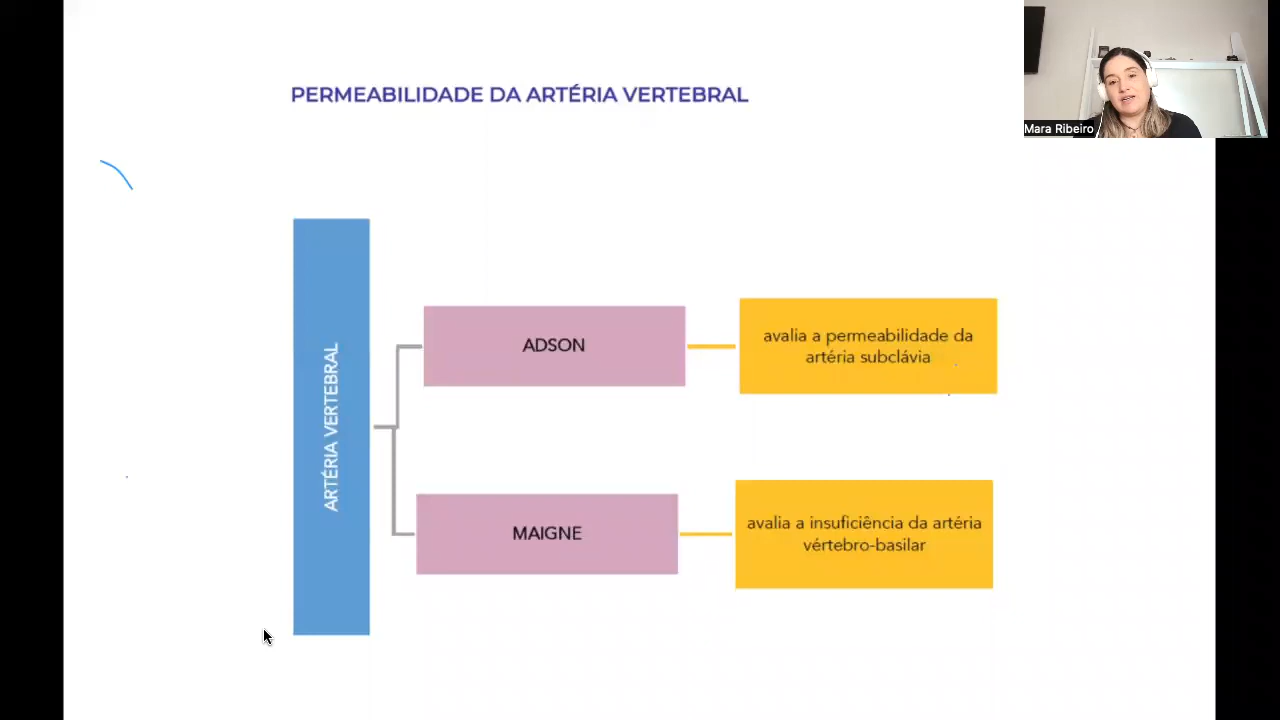 PERMEABILIDADE DA ARTÉRIA VERTEBRAL
Mara Ribeiro
ARTÉRIA VERTEBRAL
ADSON
avalia a permeabilidade da
artéria subclávia
MAIGNE
avalia a insuficiência da artéria
vértebro-basilar